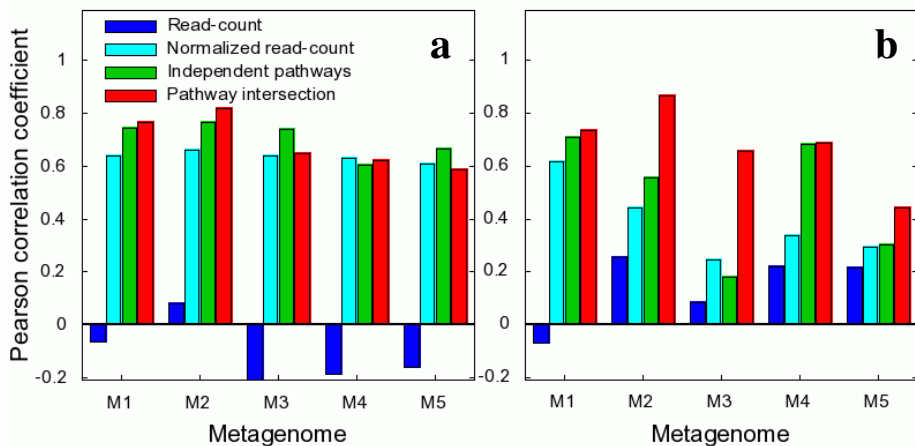 Read-count
Normalized read-count
Independent pathways
Pathway intersection
a
b
Pearson correlation coefficient
1
0.8
0.6
0.4
0.2
0
-0.2
1
0.8
0.6
0.4
0.2
0
-0.2
M1 M2 M3 M4 M5
M1 M2 M3 M4 M5
Metagenome
Metagenome